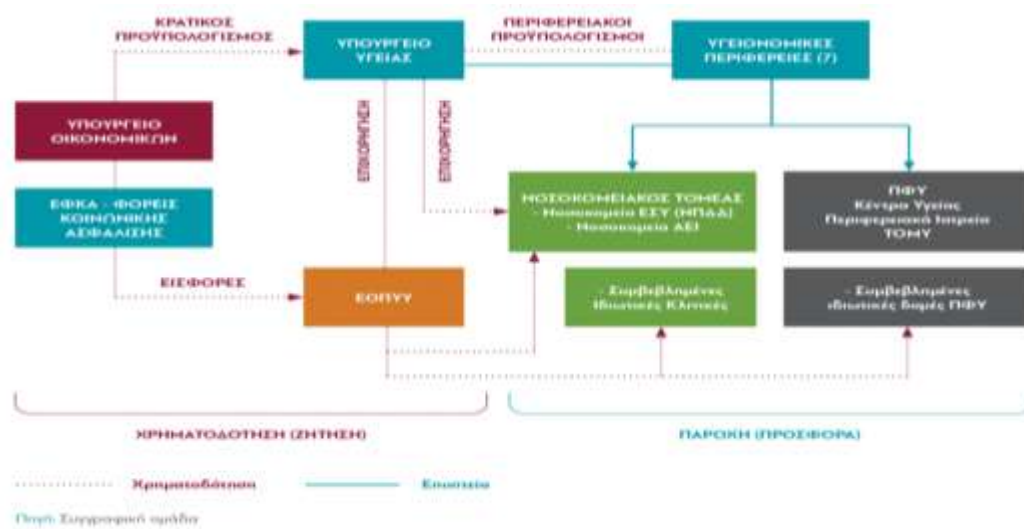 ΚΡΑΤΙΚΟΣ
ΠΡΟΫΠΟΛΟΓΙΣΜΟΣ
ΥΠΟΥΡΓΕΙΟ
ΥΓΕΙΑΣ
ΠΕΡΙΦΕΡΕΙΑΚΟΙ
ΠΡΟΫΠΟΛΟΓΙΣΜΟΙ
ΥΓΕΙΟΝΟΜΙΚΕΣ
ΠΕΡΙΦΕΡΕΙΕΣ (7)
ΥΠΟΥΡΓΕΙΟ
ΟΙΚΟΝΟΜΙΚΩΝ
ΕΠΙΧΟΡΗΓΗΣΗ
ΕΠΙΧΟΡΗΓΗΣΗ
ΕΦΚΑ - ΦΟΡΕΙΣ
ΚΟΙΝΩΝΙΚΗΣ
ΑΣΦΑΛΙΣΗΣ
ΝΟΣΟΚΟΜΕΙΑΚΟΣ ΤΟΜΕΑΣ
- Νοσοκομεία ΕΣΥ (ΝΠΔΔ)
- Νοσοκομεία ΑΕΙ
ΠΦΥ
Κέντρα Υγείας
Περιφερειακά Ιατρεία
ΤΟΜΥ
ΕΙΣΦΟΡΕΣ
ΕΟΠΥΥ
- Συμβεβλημένες
Ιδιωτικές Κλινικές
- Συμβεβλημένες
ιδιωτικές δομές ΠΦΥ
ΧΡΗΜΑΤΟΔΟΤΗΣΗ (ΖΗΤΗΣΗ)
ΠΑΡΟΧΗ (ΠΡΟΣΦΟΡΑ)
Χρηματοδότηση
Εποπτεία
Πηγή: Συγγραφική ομάδα